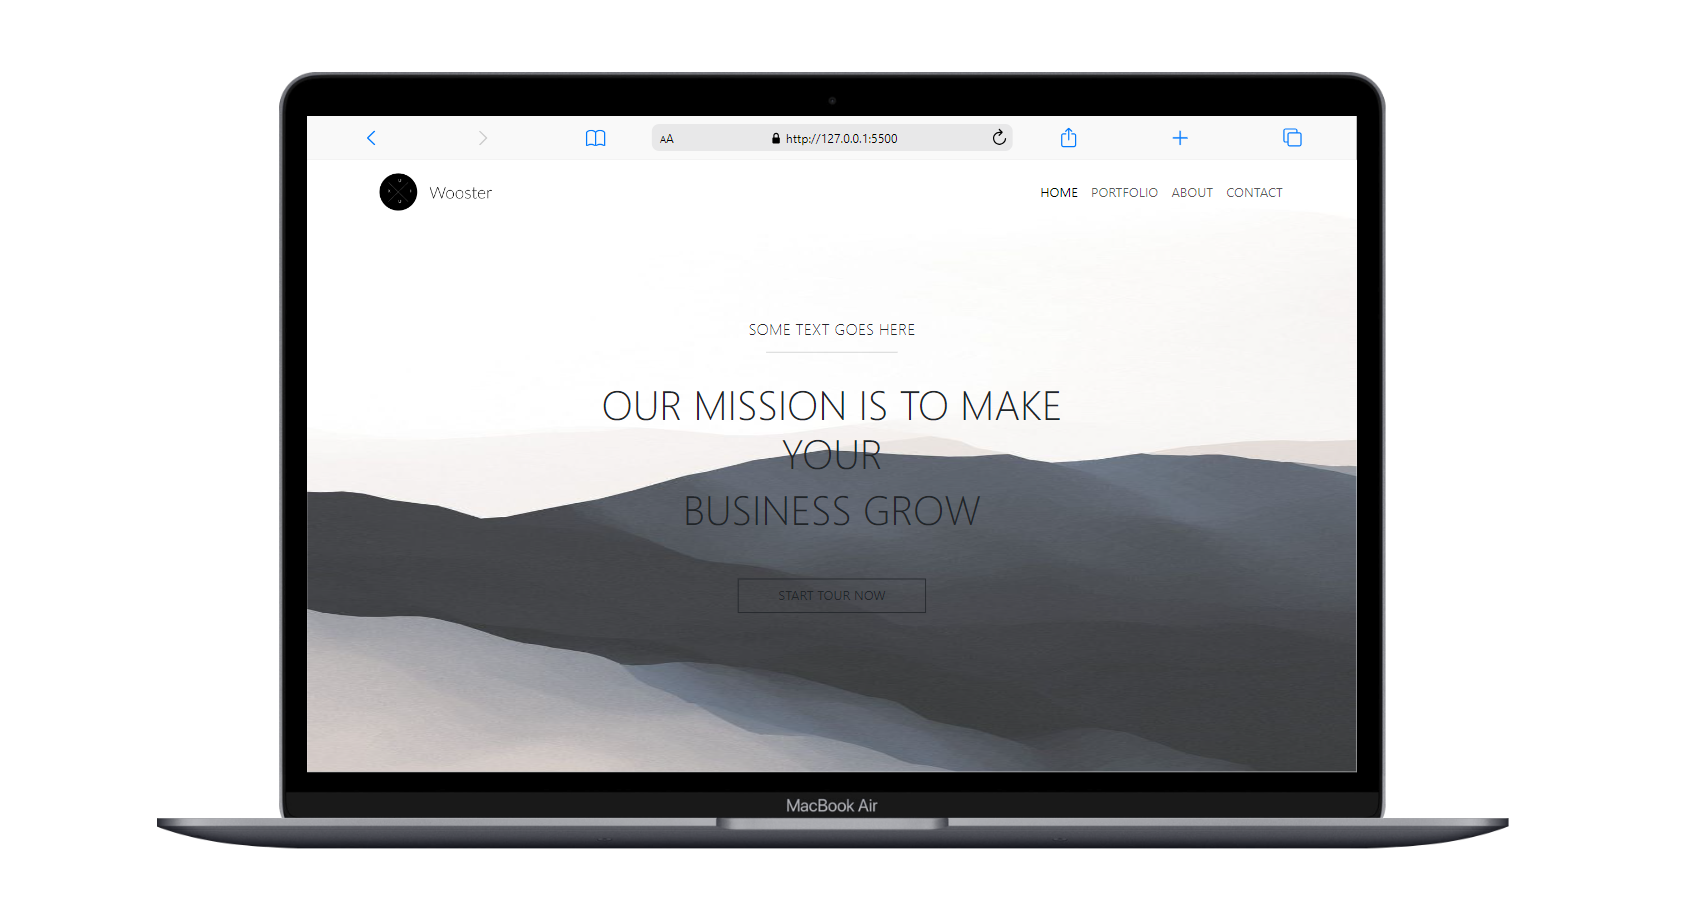 AA http://127.0.0.1:5500
Wooster HOME PORTFOLIO ABOUT CONTACT
SOME TEXT GOES HERE
OUR MISSION IS TO MAKE
YOUR
BUSINESS GROW
START TOUR NOW
MacBook Air